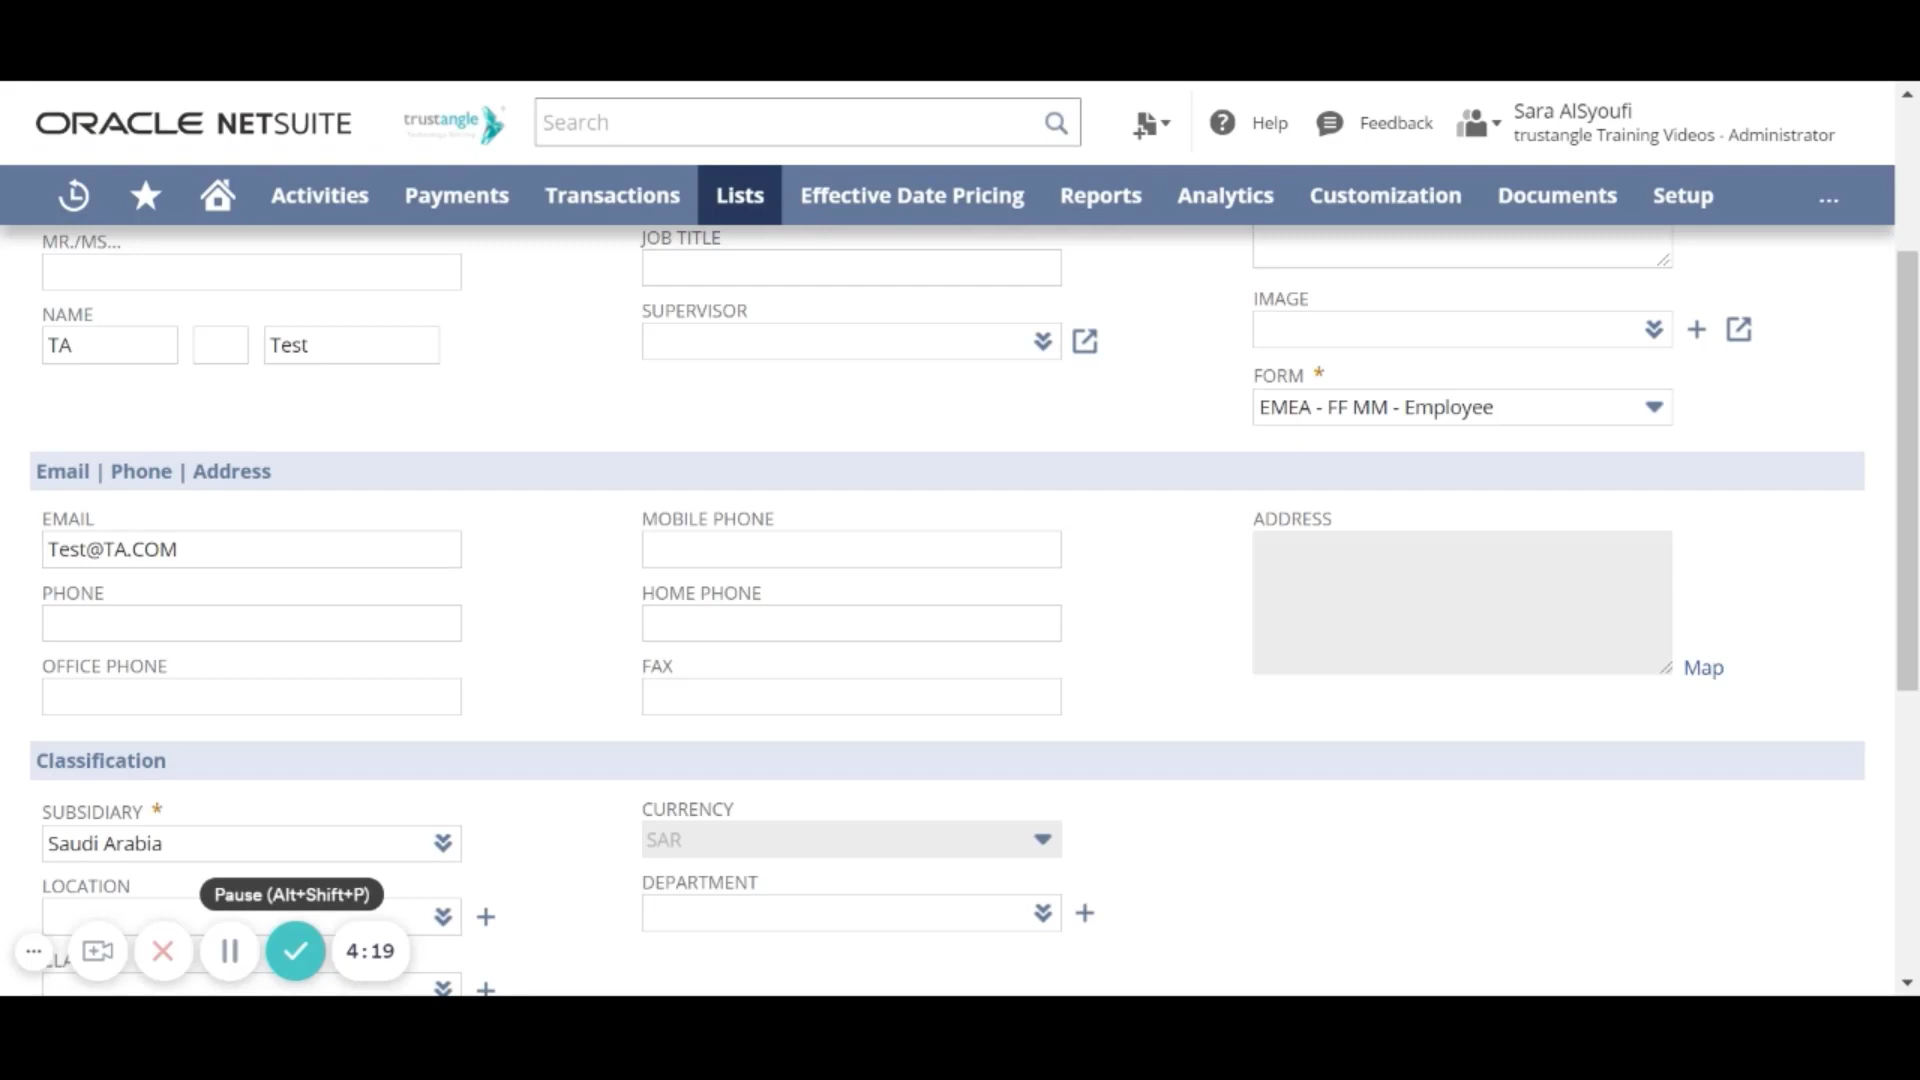 ORACLE NETSUITE
trustangle
Search
Help
Feedback
Sara AlSyoufi
trustangle Training Videos - Administrator
Activities
Payments
Transactions
Lists
Effective Date Pricing
Reports
Analytics
Customization
Documents
Setup
...
MR./MS...
JOB TITLE
NAME
TA
Test
SUPERVISOR
IMAGE
FORM *
EMEA - FF MM - Employee
Email | Phone | Address
EMAIL
Test@TA.COM
MOBILE PHONE
ADDRESS
PHONE
HOME PHONE
OFFICE PHONE
FAX
Map
Classification
SUBSIDIARY *
Saudi Arabia
CURRENCY
SAR
LOCATION
Pause (Alt+Shift+P)
DEPARTMENT
4:19